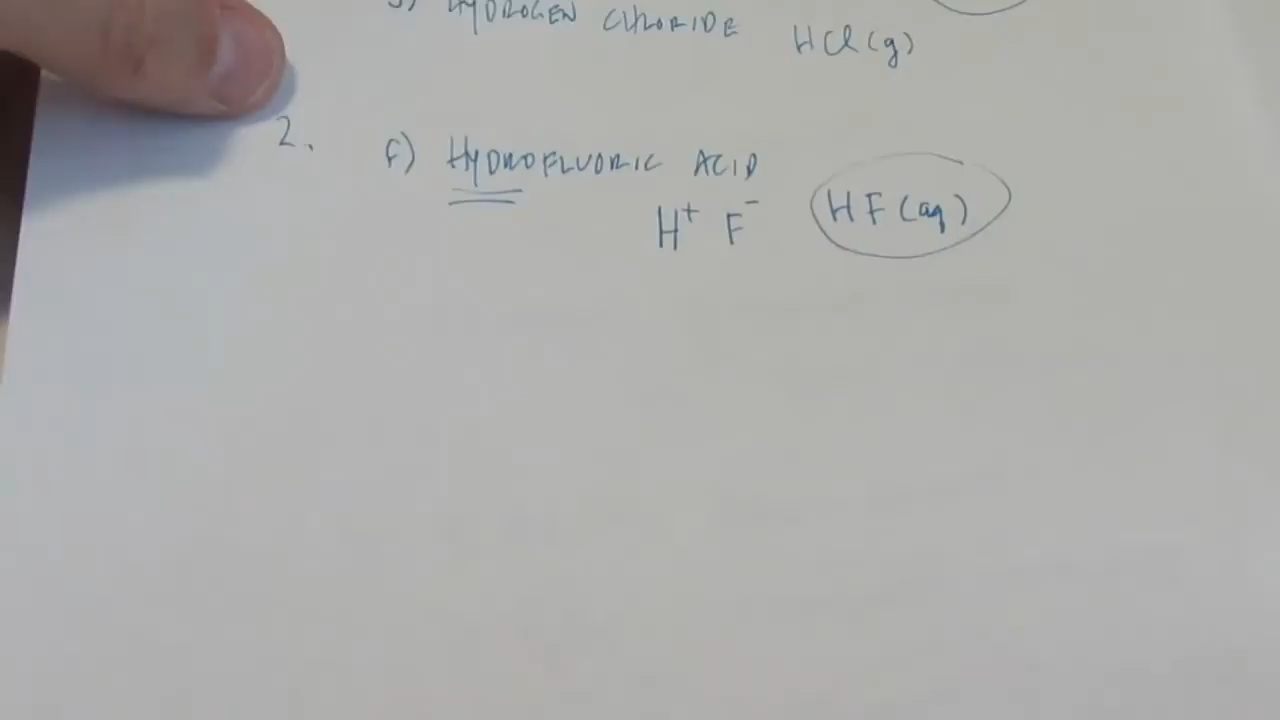 HYDROGEN CHLORIDE HCl(g)
2. c) HYDROFLUORIC ACID
H⁺ F⁻ HF(aq)